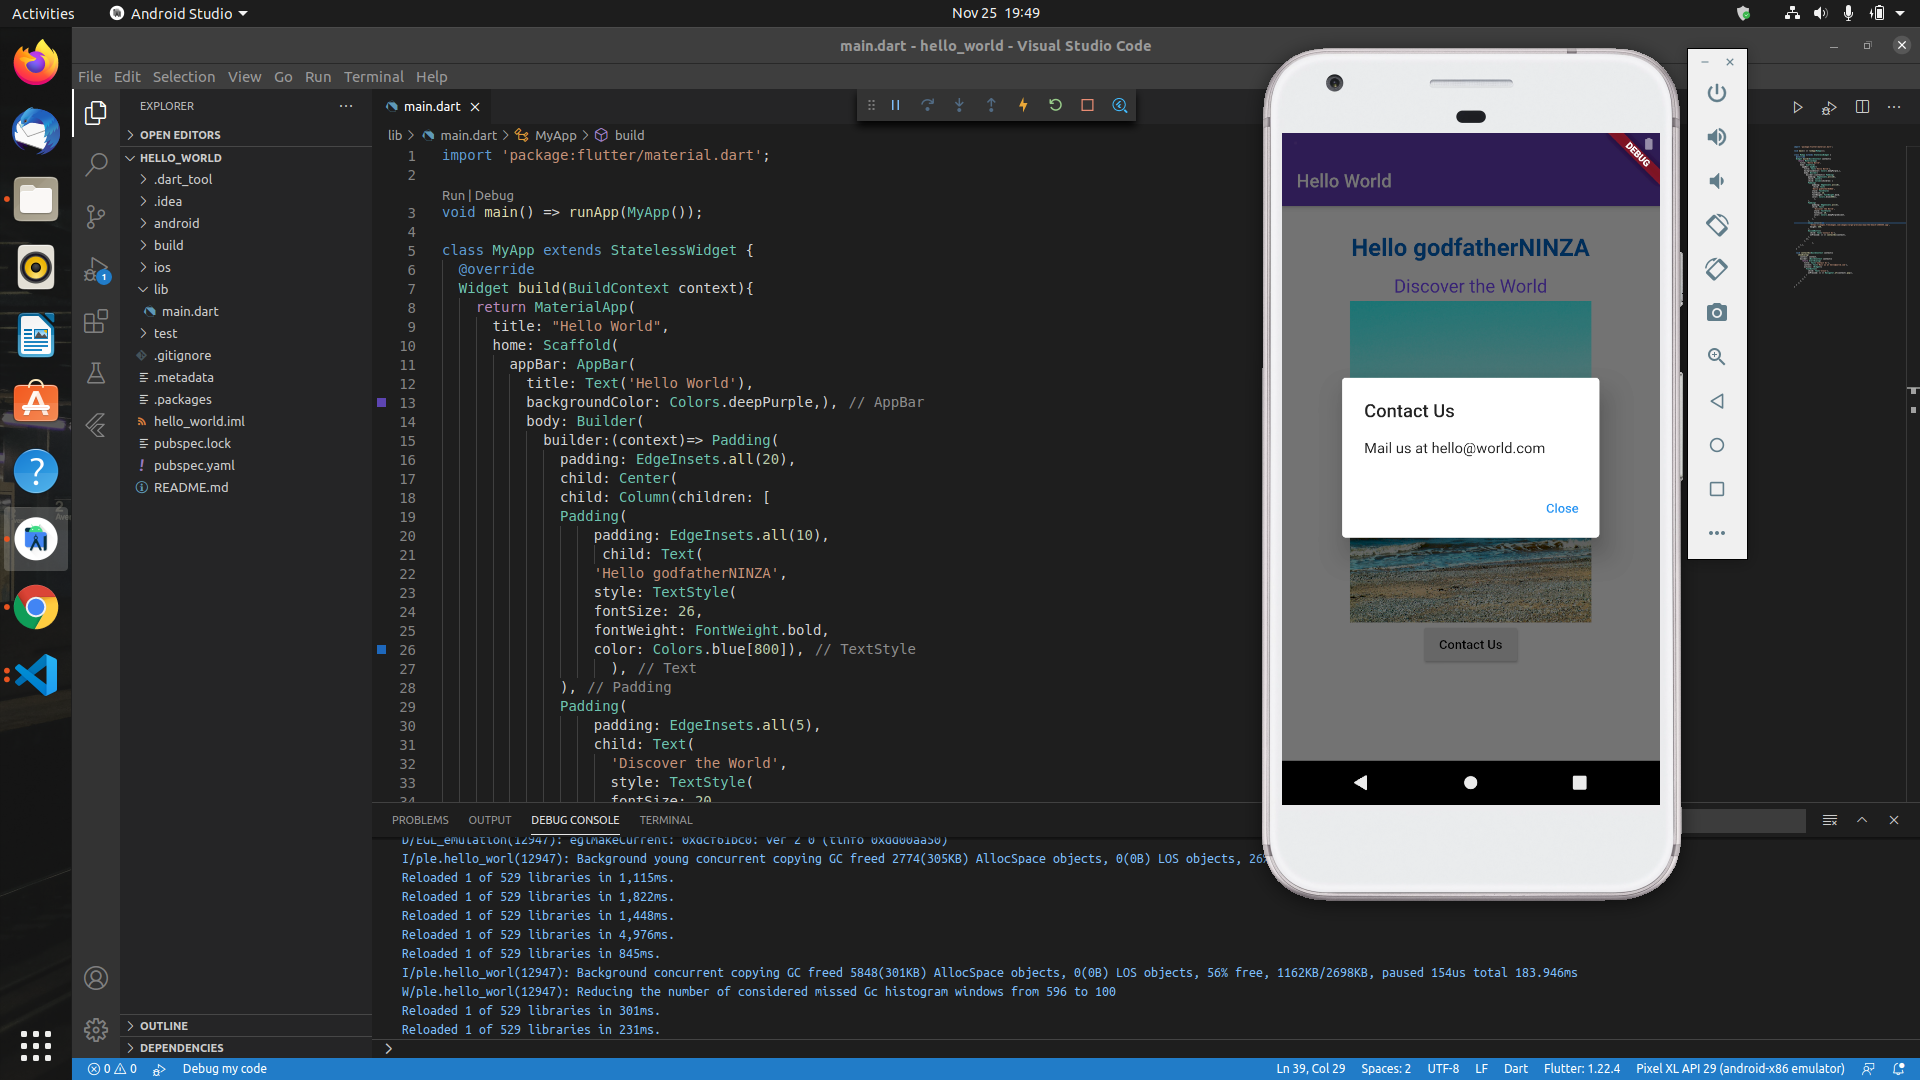 Activities
Android Studio
Nov 25 19:49
main.dart - hello_world - Visual Studio Code
File Edit Selection View Go Run Terminal Help
EXPLORER
OPEN EDITORS
HELLO_WORLD
.dart_tool
.idea
android
build
ios
lib
main.dart
test
.gitignore
.metadata
.packages
hello_world.iml
pubspec.lock
pubspec.yaml
README.md
OUTLINE
DEPENDENCIES
1
main.dart
lib > main.dart > MyApp > build
1 import 'package:flutter/material.dart';
2
Run | Debug
3 void main() => runApp(MyApp());
4
5 class MyApp extends StatelessWidget {
6 @override
7 Widget build(BuildContext context){
8 return MaterialApp(
9 title: "Hello World",
10 home: Scaffold(
11 appBar: AppBar(
12 title: Text('Hello World'),
13 backgroundColor: Colors.deepPurple,), // AppBar
14 body: Builder(
15 builder:(context)=> Padding(
16 padding: EdgeInsets.all(20),
17 child: Center(
18 child: Column(children: [
19 Padding(
20 padding: EdgeInsets.all(10),
21 child: Text(
22 'Hello godfatherNINZA',
23 style: TextStyle(
24 fontSize: 26,
25 fontWeight: FontWeight.bold,
26 color: Colors.blue[800]), // TextStyle
27 ), // Text
28 ), // Padding
29 Padding(
30 padding: EdgeInsets.all(5),
31 child: Text(
32 'Discover the World',
33 style: TextStyle(
34 fontSize: 20
PROBLEMS OUTPUT DEBUG CONSOLE TERMINAL
D/EGL_emulation(12947): eglMakeCurrent: 0xdcf61bc0: ver 2 0 (tinfo 0xdd00aa50)
I/ple.hello_worl(12947): Background young concurrent copying GC freed 2774(305KB) AllocSpace objects, 0(0B) LOS objects,
Reloaded 1 of 529 libraries in 1,115ms.
Reloaded 1 of 529 libraries in 1,822ms.
Reloaded 1 of 529 libraries in 1,448ms.
Reloaded 1 of 529 libraries in 4,976ms.
Reloaded 1 of 529 libraries in 845ms.
I/ple.hello_worl(12947): Background concurrent copying GC freed 5848(301KB) AllocSpace objects, 0(0B) LOS objects, 56% free, 1162KB/2698KB, paused 154us total 183.946ms
W/ple.hello_worl(12947): Reducing the number of considered missed Gc histogram windows from 596 to 100
Reloaded 1 of 529 libraries in 301ms.
Reloaded 1 of 529 libraries in 231ms.
DEBUG
Hello World
Hello godfatherNINZA
Discover the World
Contact Us
Mail us at hello@world.com
Close
Contact Us
0 0 Debug my code
Ln 39, Col 29 Spaces: 2 UTF-8 LF Dart Flutter: 1.22.4 Pixel XL API 29 (android-x86 emulator)